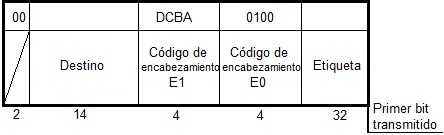 00 DCBA 0100
Destino
Código de
encabezamiento
E1
Código de
encabezamiento
E0
Etiqueta
2 14 4 4 32
Primer bit
transmitido